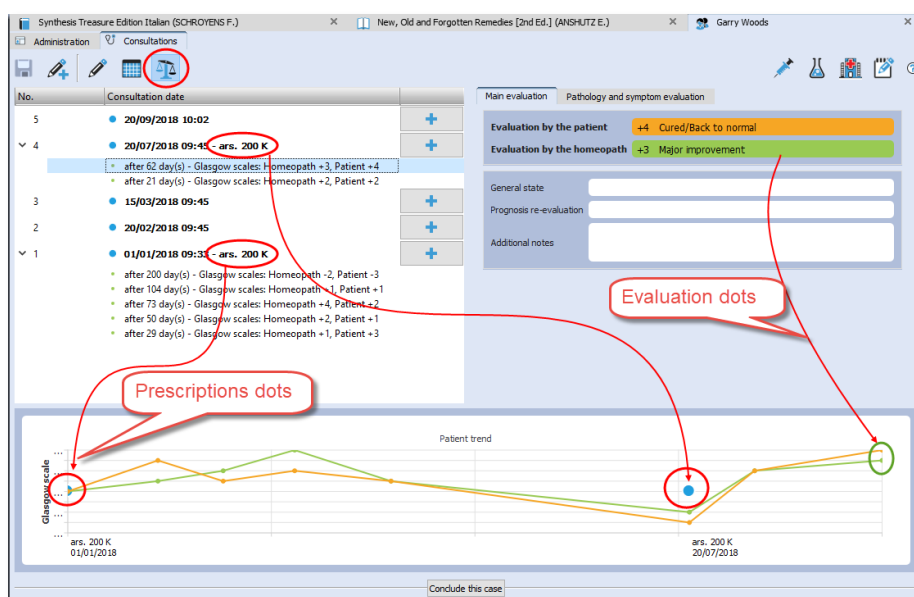 Synthesis Treasure Edition Italian (SCHROYENS F.)
New, Old and Forgotten Remedies [2nd Ed.] (ANSHUTZ E.)
Garry Woods
Administration
Consultations
No.
Consultation date
5 20/09/2018 10:02
4 20/07/2018 09:45 - ars. 200 K
after 62 day(s) - Glasgow scales: Homeopath +3, Patient +4
after 21 day(s) - Glasgow scales: Homeopath +2, Patient +2
3 15/03/2018 09:45
2 20/02/2018 09:45
1 01/01/2018 09:33 - ars. 200 K
after 200 day(s) - Glasgow scales: Homeopath -2, Patient -3
after 104 day(s) - Glasgow scales: Homeopath +1, Patient +1
after 73 day(s) - Glasgow scales: Homeopath +4, Patient +2
after 50 day(s) - Glasgow scales: Homeopath +2, Patient +1
after 29 day(s) - Glasgow scales: Homeopath +1, Patient +3
Main evaluation
Pathology and symptom evaluation
Evaluation by the patient +4 Cured/Back to normal
Evaluation by the homeopath +3 Major improvement
General state
Prognosis re-evaluation
Additional notes
Evaluation dots
Prescriptions dots
Patient trend
Glasgow scale
...
...
...
...
...
ars. 200 K
01/01/2018
ars. 200 K
20/07/2018
Conclude this case